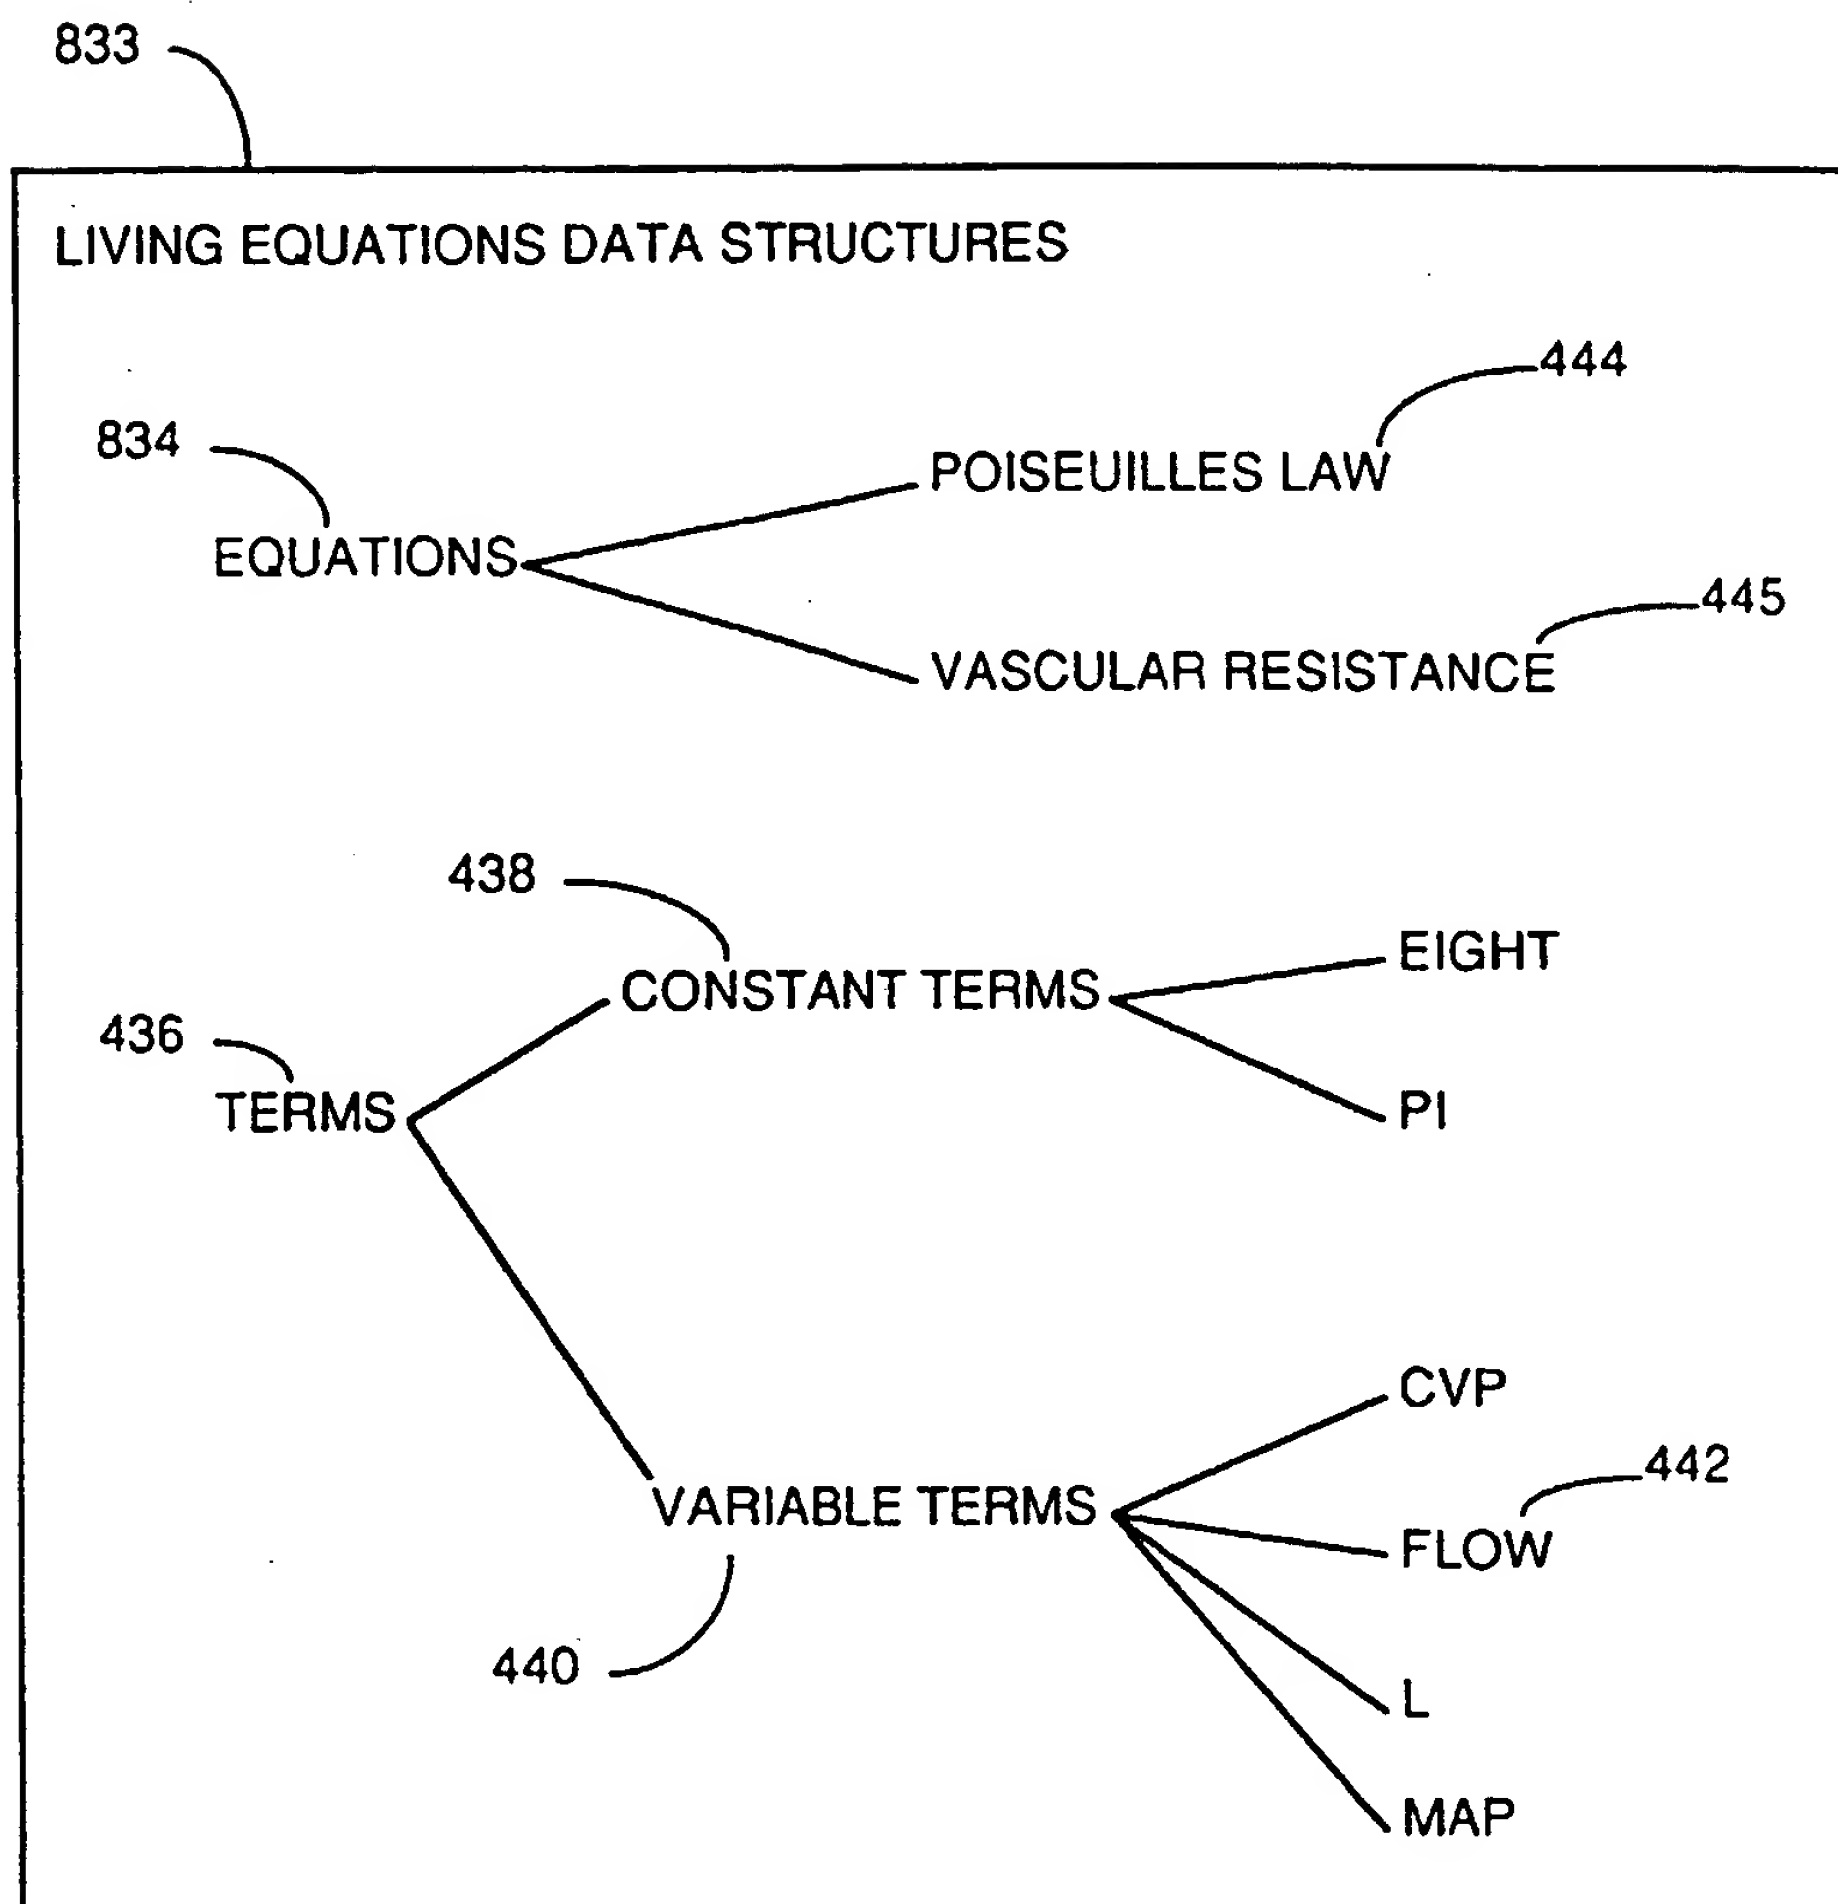 833
LIVING EQUATIONS DATA STRUCTURES
444
834
POISEUILLES LAW
EQUATIONS
445
VASCULAR RESISTANCE
438
EIGHT
CONSTANT TERMS
436
TERMS
PI
CVP
442
VARIABLE TERMS
FLOW
440
L
MAP